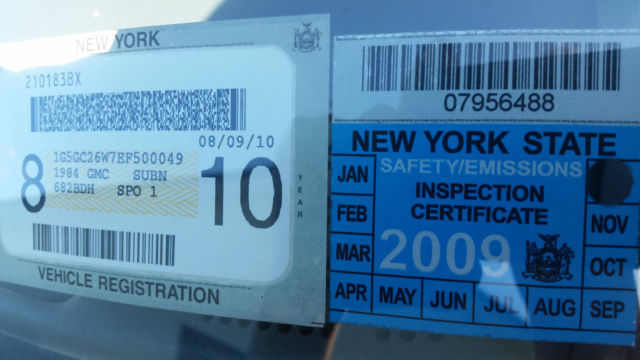 NEW YORK
210183BX
08/09/10
8
1G5GC26W7EF500049
1984 GMC SUBN
682BDH SPO 1
10
YEAR
VEHICLE REGISTRATION
07956488
NEW YORK STATE
SAFETY/EMISSIONS
INSPECTION
CERTIFICATE
2009
JAN
FEB
MAR
APR MAY JUN JUL AUG SEP
OCT
NOV